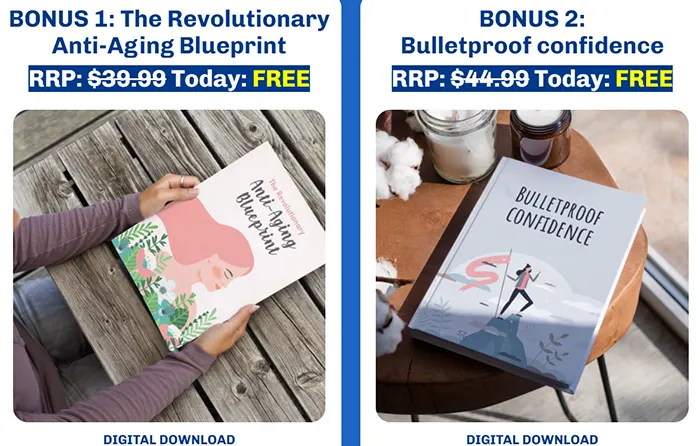 BONUS 1: The Revolutionary
Anti-Aging Blueprint
RRP: $39.99 Today: FREE
The Revolutionary
Anti-Aging
Blueprint
DIGITAL DOWNLOAD
BONUS 2:
Bulletproof confidence
RRP: $44.99 Today: FREE
BULLETPROOF
CONFIDENCE
DIGITAL DOWNLOAD